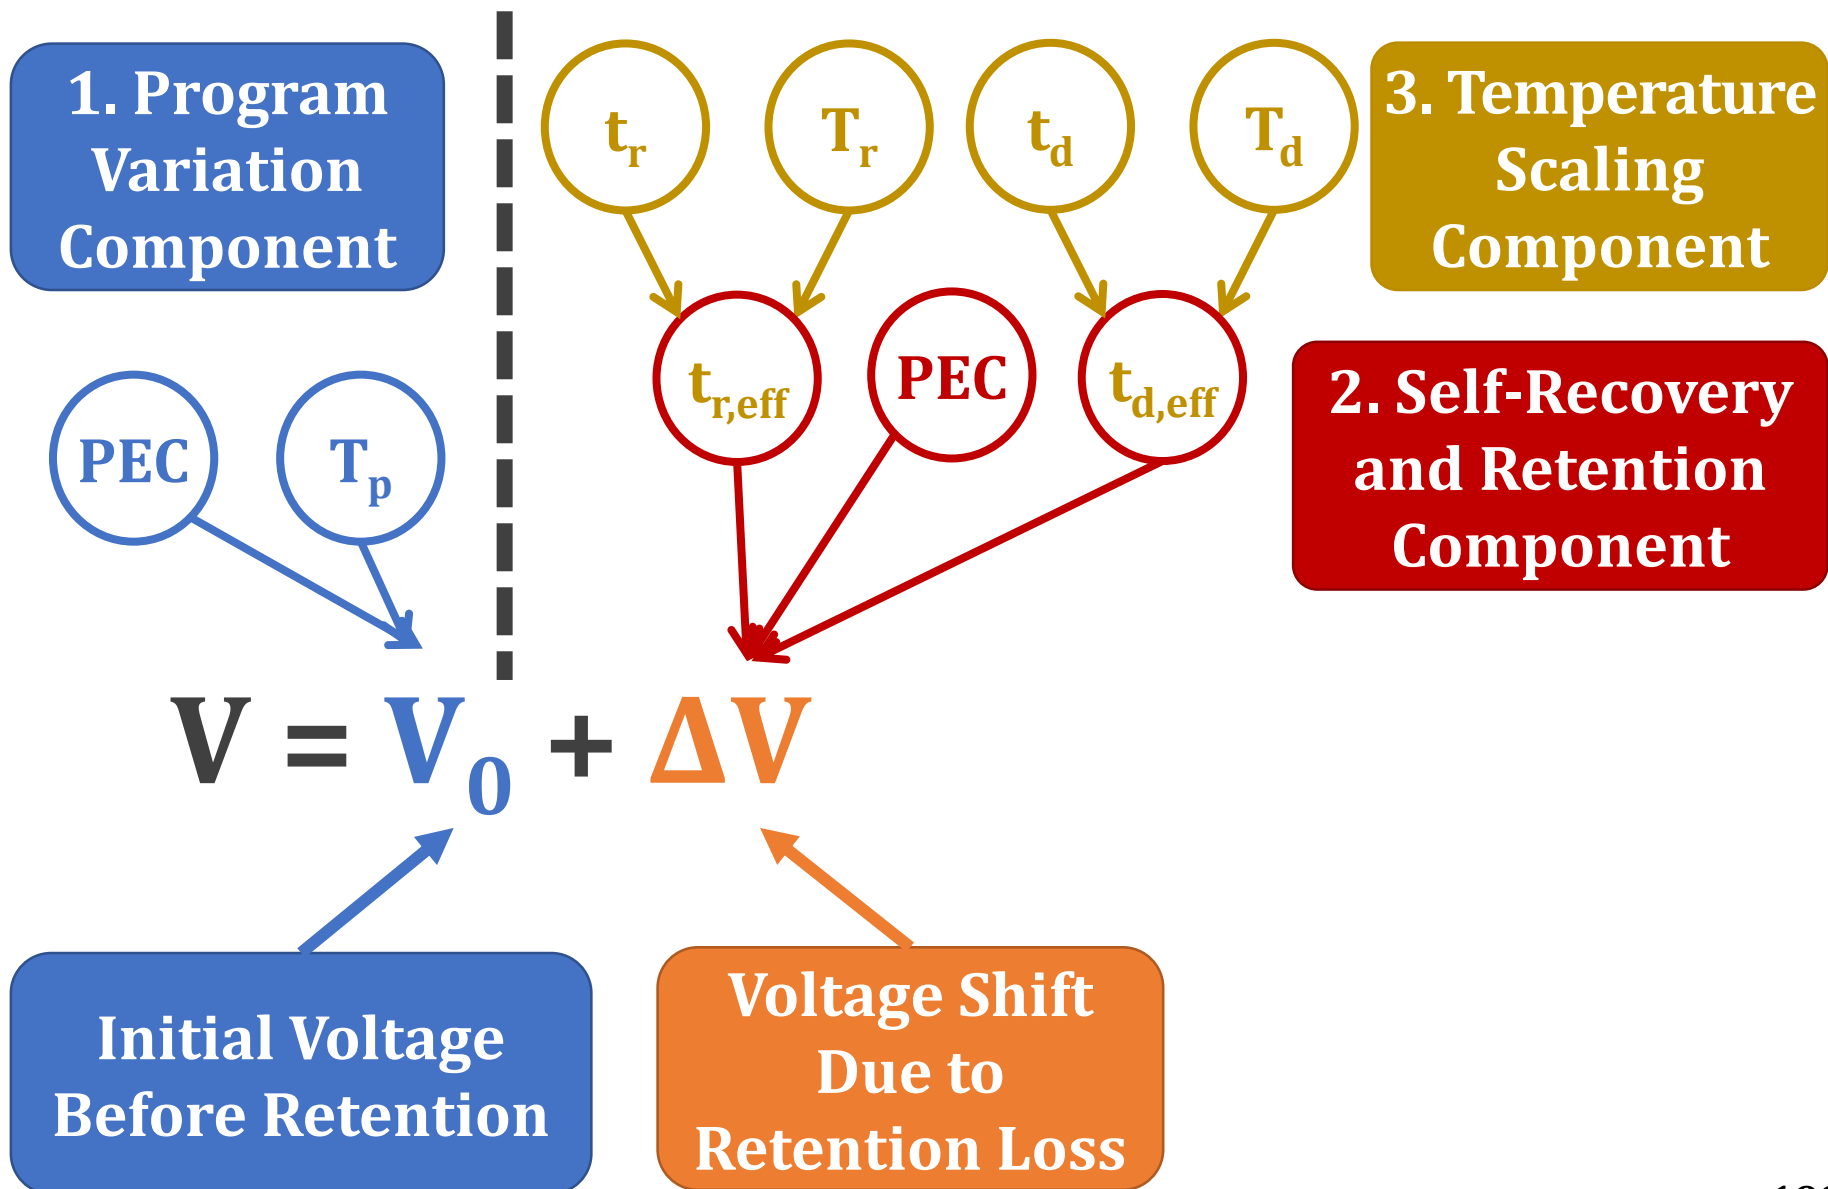 1. Program
Variation
Component
t_r
T_r
t_d
T_d
3. Temperature
Scaling
Component
PEC
T_p
t_r,eff
PEC
t_d,eff
2. Self-Recovery
and Retention
Component
V = V_0 + ΔV
Initial Voltage
Before Retention
Voltage Shift
Due to
Retention Loss